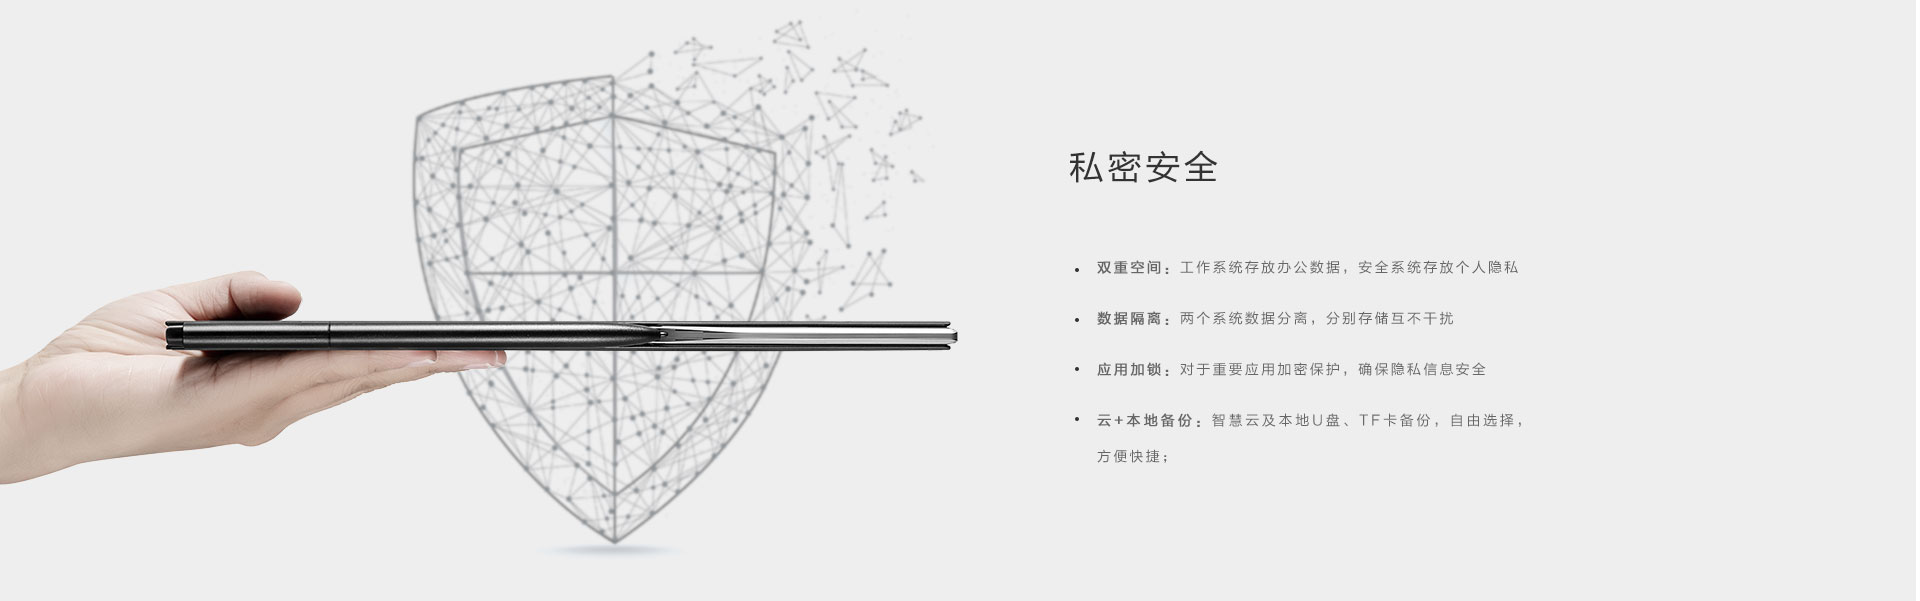 私密安全
双重空间：工作系统存放办公数据，安全系统存放个人隐私
数据隔离：两个系统数据分离，分别存储互不干扰
应用加锁：对于重要应用加密保护，确保隐私信息安全
云+本地备份：智慧云及本地U盘、TF卡备份，自由选择，
方便快捷；